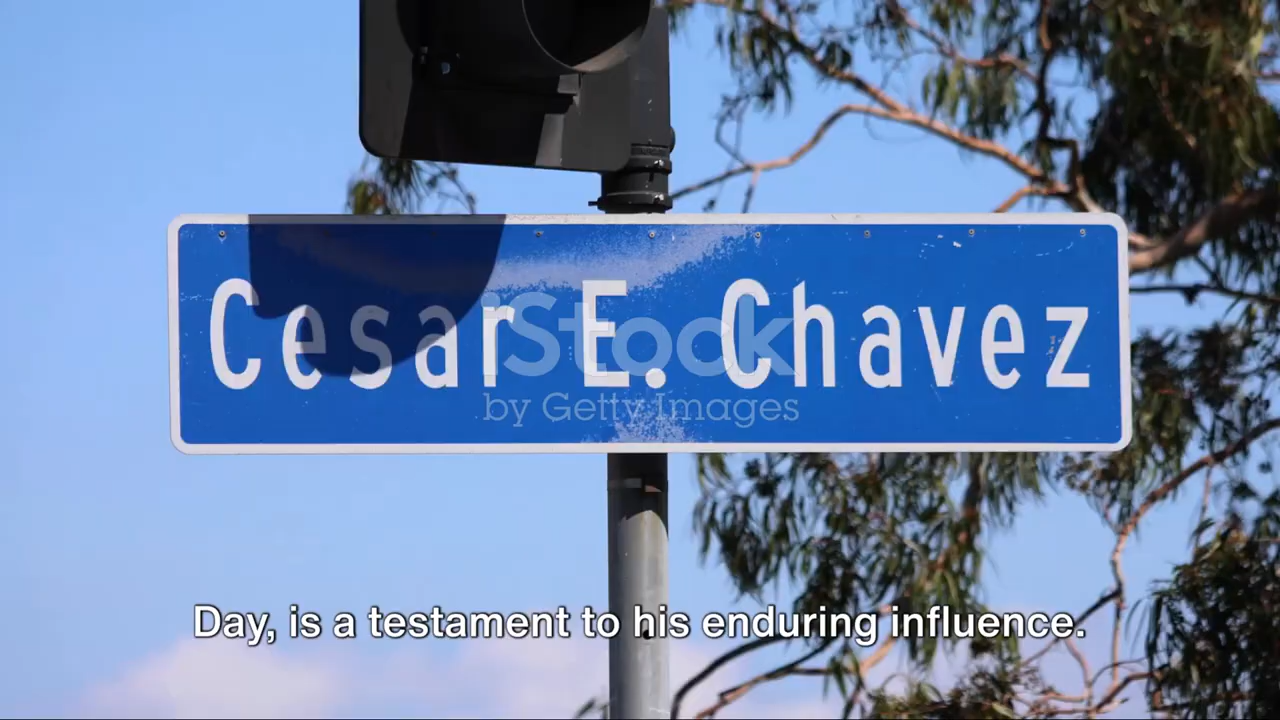 Cesar E. Chavez
iStock
by Getty Images
Day, is a testament to his enduring influence.